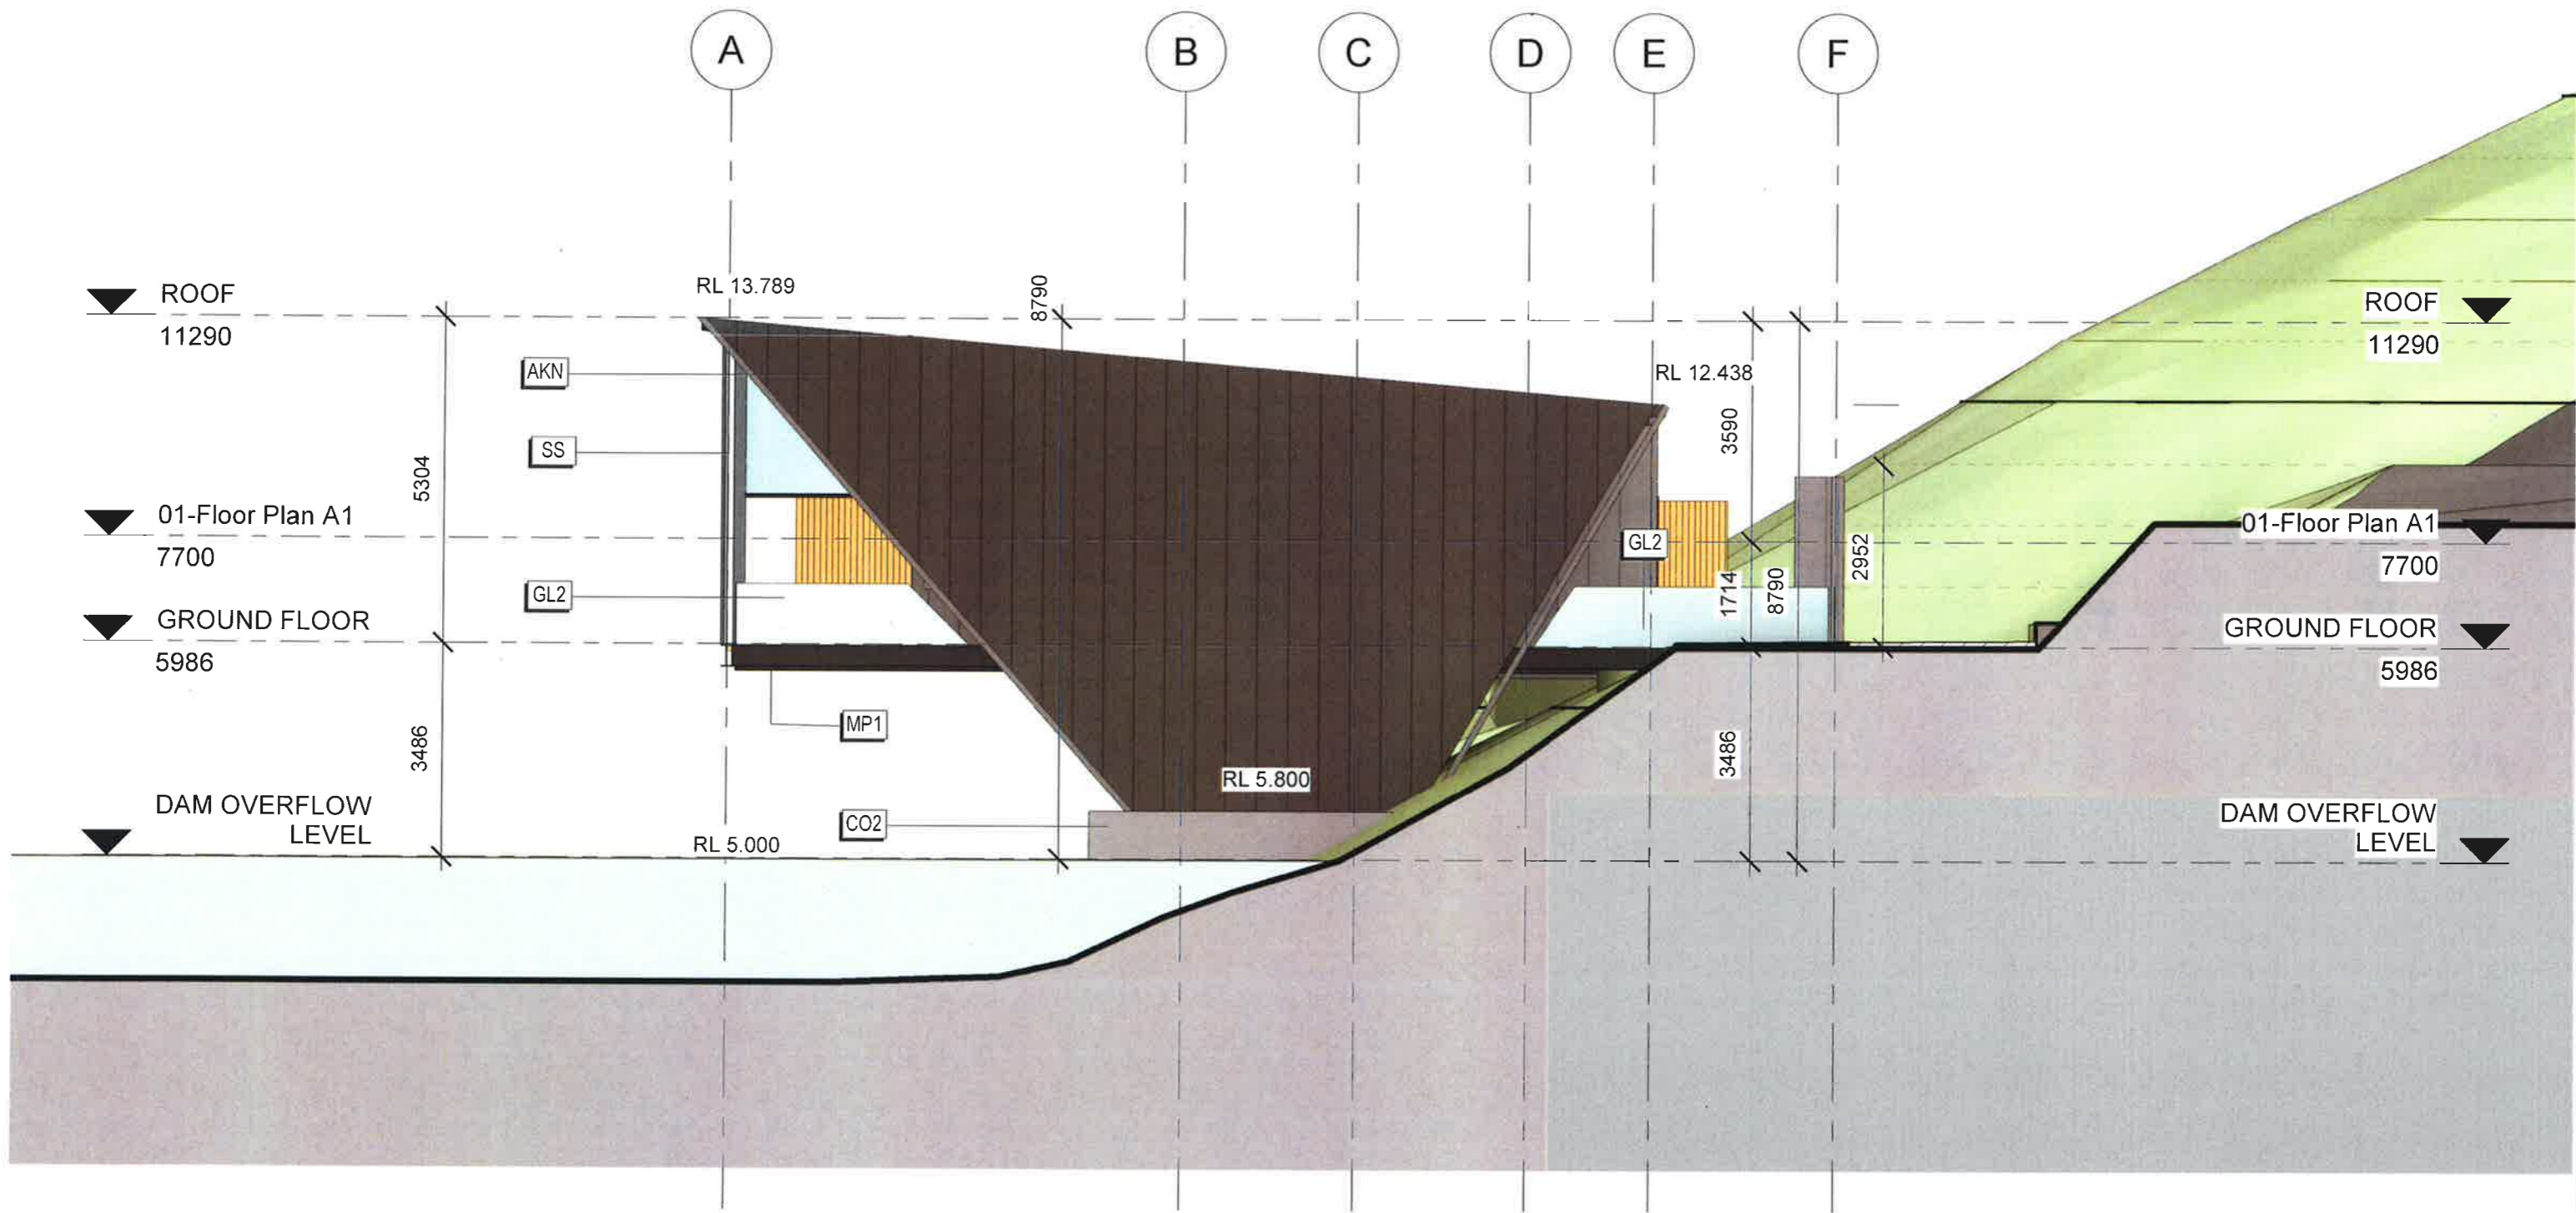 A
B
C
D
E
F
ROOF
11290
RL 13.789
8790
ROOF
11290
AKN
RL 12.438
SS
3590
5304
01-Floor Plan A1
7700
GL2
2952
01-Floor Plan A1
7700
GL2
1714
8790
GROUND FLOOR
5986
GROUND FLOOR
5986
MP1
3486
3486
RL 5.800
DAM OVERFLOW
LEVEL
CO2
RL 5.000
DAM OVERFLOW
LEVEL